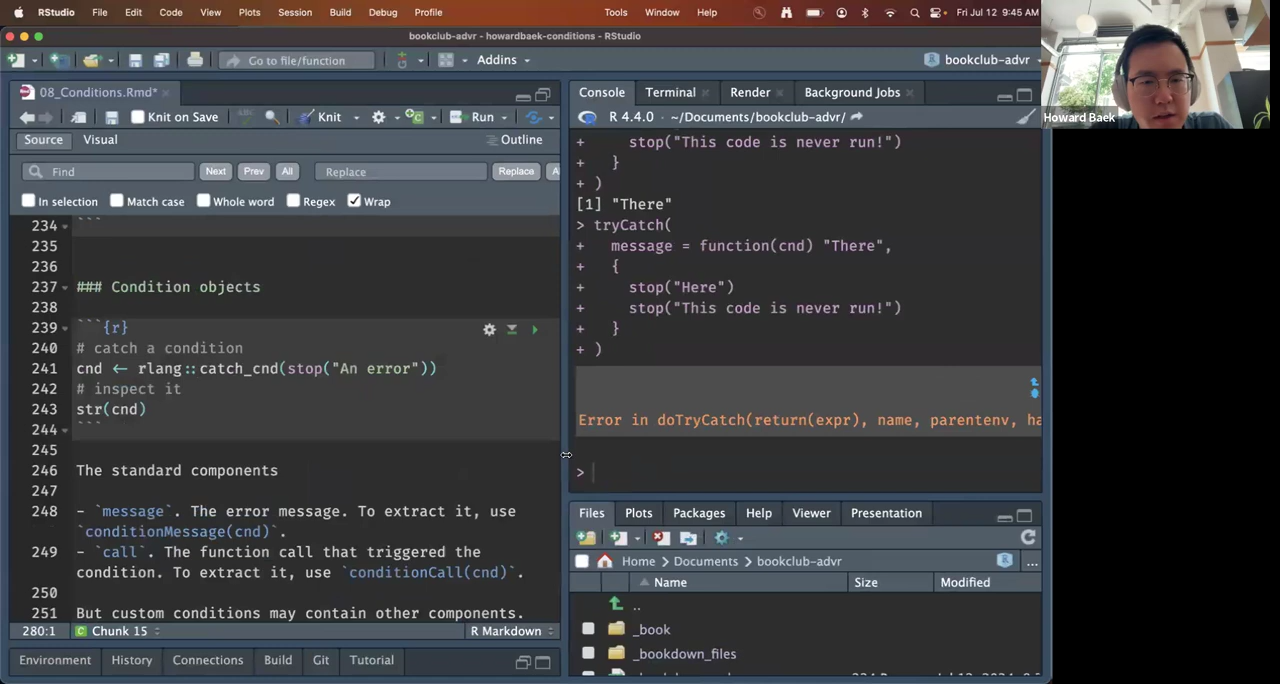 RStudio File Edit Code View Plots Session Build Debug Profile Tools Window Help Fri Jul 12 9:45 AM
bookclub-advr - howardbaek-conditions - RStudio
Go to file/function Addins bookclub-advr
08_Conditions.Rmd*
Knit on Save Knit Run
Source Visual Outline
Find Next Prev All Replace Replace A
In selection Match case Whole word Regex Wrap
234 ```
235
236
237 ### Condition objects
238
239 ```{r}
240 # catch a condition
241 cnd <- rlang::catch_cnd(stop("An error"))
242 # inspect it
243 str(cnd)
244 ```
245
246 The standard components
247
248 - `message`. The error message. To extract it, use
`conditionMessage(cnd)`.
249 - `call`. The function call that triggered the
condition. To extract it, use `conditionCall(cnd)`.
250
251 But custom conditions may contain other components.
280:1 Chunk 15 R Markdown
Environment History Connections Build Git Tutorial
Console Terminal Render Background Jobs
R 4.4.0 · ~/Documents/bookclub-advr/
+ stop("This code is never run!")
+ }
+ )
[1] "There"
> tryCatch(
+ message = function(cnd) "There",
+ {
+ stop("Here")
+ stop("This code is never run!")
+ }
+ )
Error in doTryCatch(return(expr), name, parentenv, ha
>
Files Plots Packages Help Viewer Presentation
Home > Documents > bookclub-advr ...
Name Size Modified
..
_book
_bookdown_files
Howard Baek